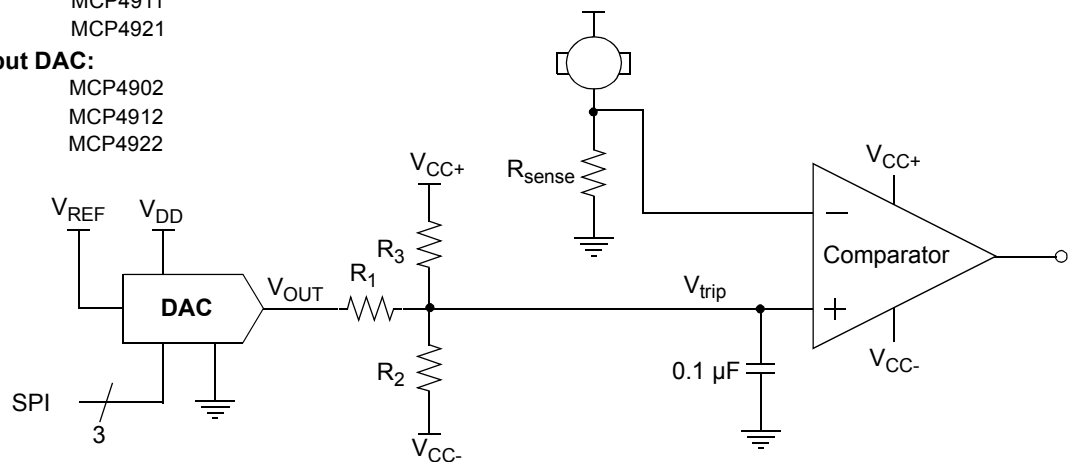 MCP4911
MCP4921
put DAC:
MCP4902
MCP4912
MCP4922
VCC+
Rsense
VCC+
VREF
VDD
R3
Comparator
VOUT
R1
Vtrip
DAC
−
+
R2
0.1 µF
VCC-
SPI
3
VCC-